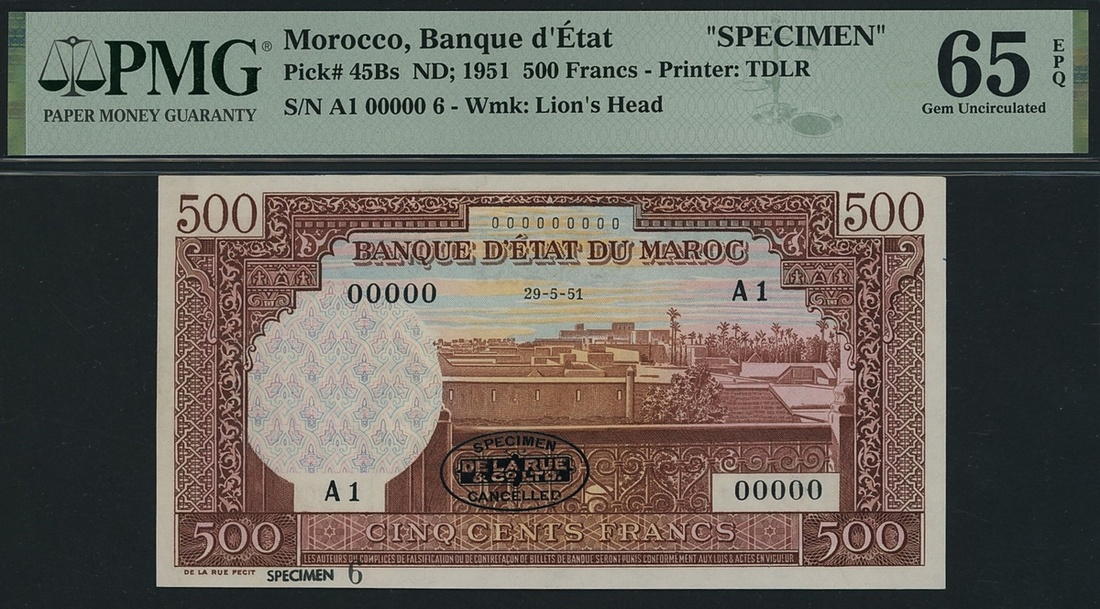 PMG®
PAPER MONEY GUARANTY
Morocco, Banque d'État "SPECIMEN"
Pick# 45Bs ND; 1951 500 Francs - Printer: TDLR
S/N A1 00000 6 - Wmk: Lion's Head
65 EPQ
Gem Uncirculated
500 500
000000000
BANQUE D'ÉTAT DU MAROC
00000 29-5-51 A 1
SPECIMEN
DE LA RUE
& CO LTD.
CANCELLED
A 1 00000
500 CINQ CENTS FRANCS 500
LES AUTEURS OU COMPLICES DE FALSIFICATION OU DE CONTREFAÇON DE BILLETS DE BANQUE SERONT PUNIS CONFORMÉMENT AUX LOIS & ACTES EN VIGUEUR
DE LA RUE FECIT SPECIMEN 6